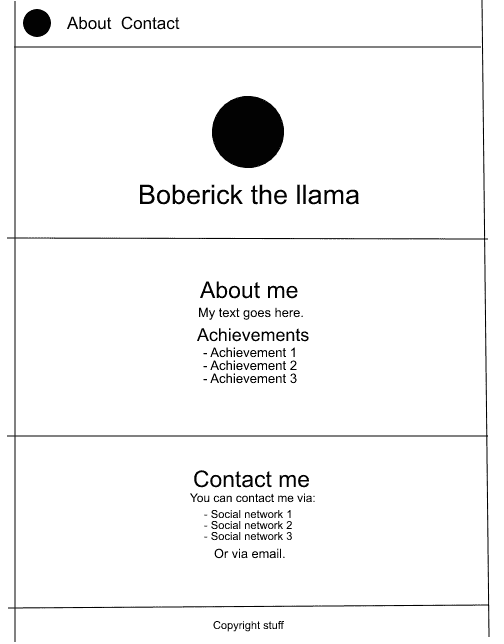 About Contact
Boberick the llama
About me
My text goes here.
Achievements
- Achievement 1
- Achievement 2
- Achievement 3
Contact me
You can contact me via:
- Social network 1
- Social network 2
- Social network 3
Or via email.
Copyright stuff